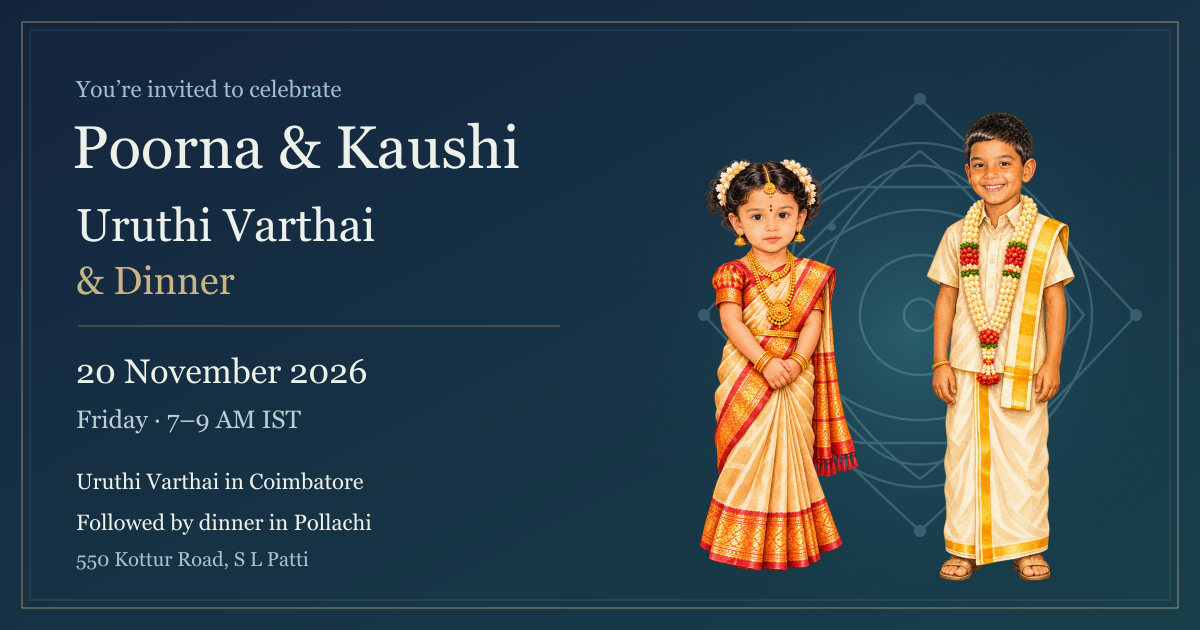 You’re invited to celebrate
Poorna & Kaushi
Uruthi Varthai
& Dinner
20 November 2026
Friday · 7–9 AM IST
Uruthi Varthai in Coimbatore
Followed by dinner in Pollachi
550 Kottur Road, S L Patti